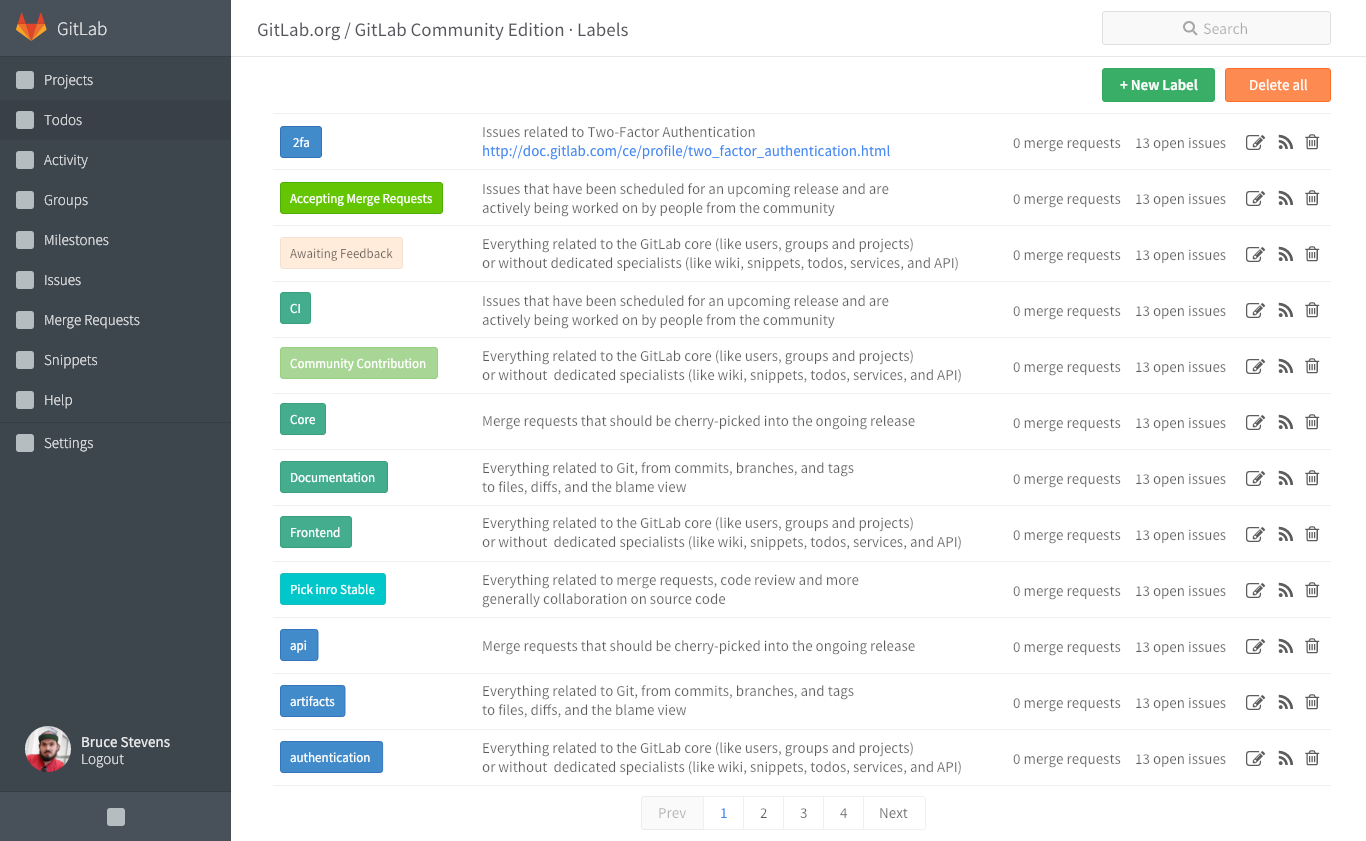 GitLab
GitLab.org / GitLab Community Edition · Labels
Search
Projects
Todos
Activity
Groups
Milestones
Issues
Merge Requests
Snippets
Help
Settings
Bruce Stevens
Logout
+ New Label
Delete all
2fa
Issues related to Two-Factor Authentication
http://doc.gitlab.com/ce/profile/two_factor_authentication.html
0 merge requests 13 open issues
Accepting Merge Requests
Issues that have been scheduled for an upcoming release and are
actively being worked on by people from the community
0 merge requests 13 open issues
Awaiting Feedback
Everything related to the GitLab core (like users, groups and projects)
or without dedicated specialists (like wiki, snippets, todos, services, and API)
0 merge requests 13 open issues
CI
Issues that have been scheduled for an upcoming release and are
actively being worked on by people from the community
0 merge requests 13 open issues
Community Contribution
Everything related to the GitLab core (like users, groups and projects)
or without dedicated specialists (like wiki, snippets, todos, services, and API)
0 merge requests 13 open issues
Core
Merge requests that should be cherry-picked into the ongoing release
0 merge requests 13 open issues
Documentation
Everything related to Git, from commits, branches, and tags
to files, diffs, and the blame view
0 merge requests 13 open issues
Frontend
Everything related to the GitLab core (like users, groups and projects)
or without dedicated specialists (like wiki, snippets, todos, services, and API)
0 merge requests 13 open issues
Pick inro Stable
Everything related to merge requests, code review and more
generally collaboration on source code
0 merge requests 13 open issues
api
Merge requests that should be cherry-picked into the ongoing release
0 merge requests 13 open issues
artifacts
Everything related to Git, from commits, branches, and tags
to files, diffs, and the blame view
0 merge requests 13 open issues
authentication
Everything related to the GitLab core (like users, groups and projects)
or without dedicated specialists (like wiki, snippets, todos, services, and API)
0 merge requests 13 open issues
Prev 1 2 3 4 Next